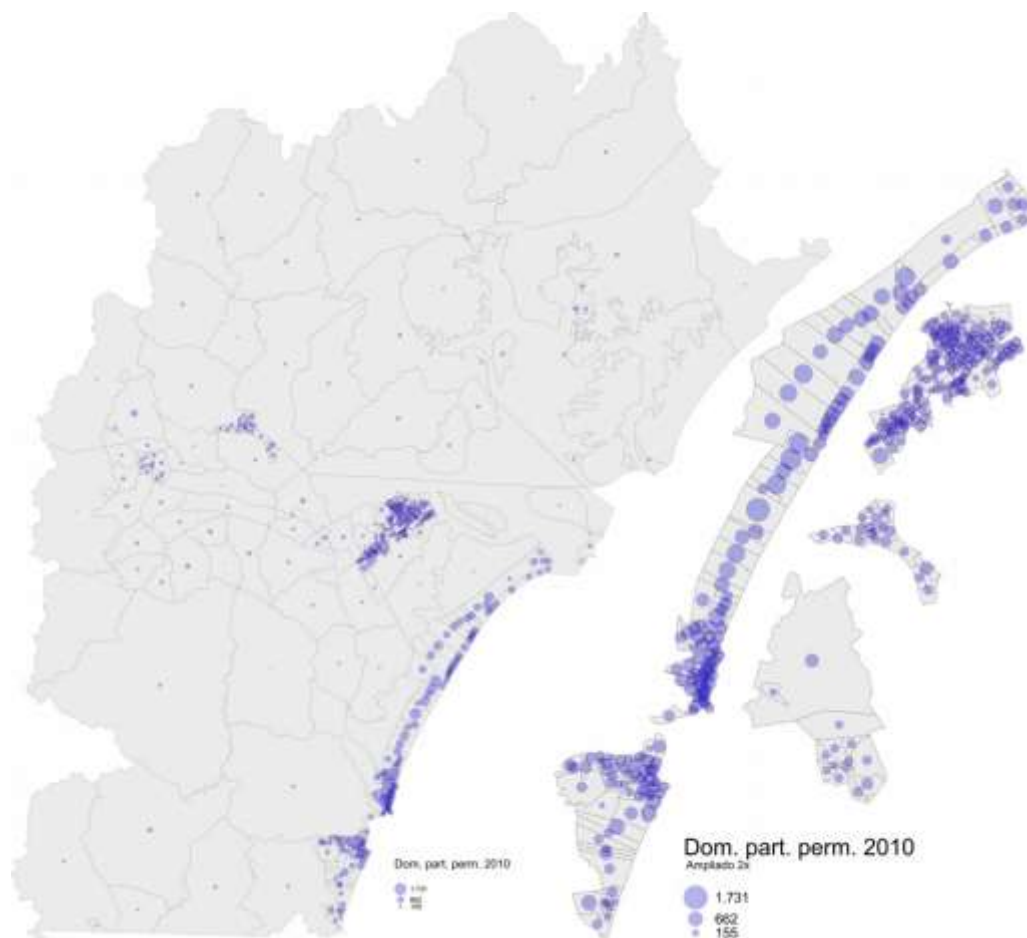 Dom. part. perm. 2010
Dom. part. perm. 2010
Ampliado 2x
1.731
662
155